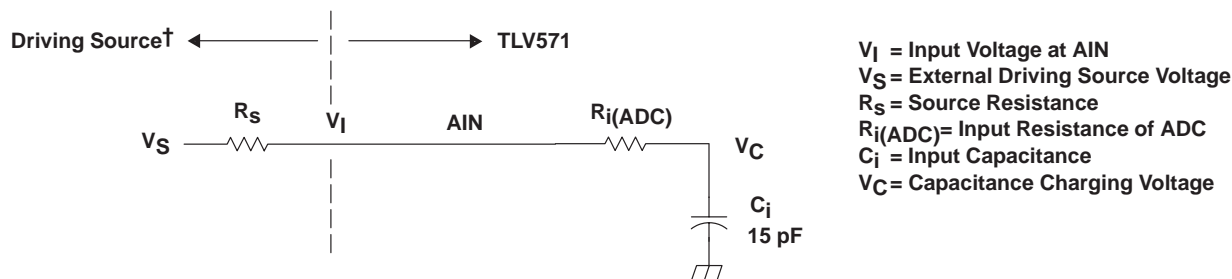 Driving Source†
TLV571
VS
RS
VI
AIN
Ri(ADC)
VC
Ci
15 pF
VI = Input Voltage at AIN
VS = External Driving Source Voltage
Rs = Source Resistance
Ri(ADC) = Input Resistance of ADC
Ci = Input Capacitance
VC = Capacitance Charging Voltage